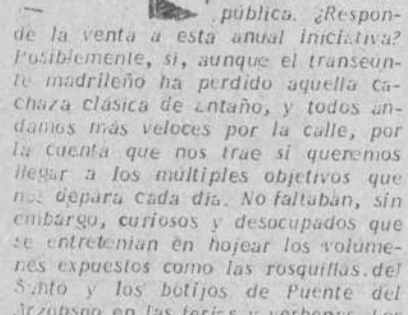 pública. ¿Respon-
de la venta a esta anual iniciativa?
Posiblemente, sí, aunque el transeún-
te madrileño ha perdido aquella ca-
chaza clásica de antaño, y todos an-
damos más veloces por la calle, por
la cuenta que nos trae si queremos
llegar a los múltiples objetivos que
nos depara cada día. No faltaban, sin
embargo, curiosos y desocupados que
se entretenían en hojear los volúme-
nes expuestos como las rosquillas del
Santo y los botijos de Puente del
Arzobspo en las ferias y verbenas. Los